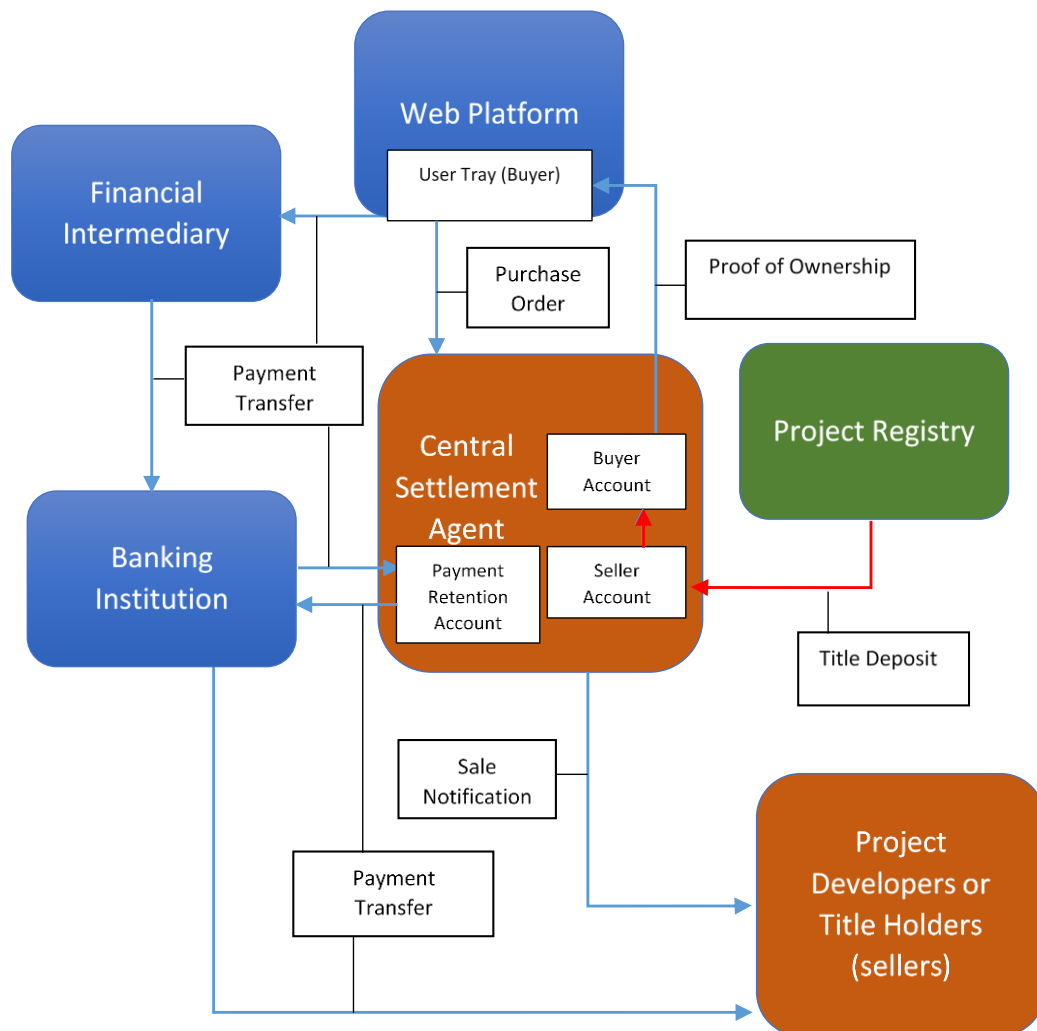 Web Platform
User Tray (Buyer)
Financial
Intermediary
Proof of Ownership
Purchase
Order
Payment
Transfer
Project Registry
Central
Settlement
Agent
Buyer
Account
Banking
Institution
Payment
Retention
Account
Seller
Account
Title Deposit
Sale
Notification
Payment
Transfer
Project
Developers or
Title Holders
(sellers)